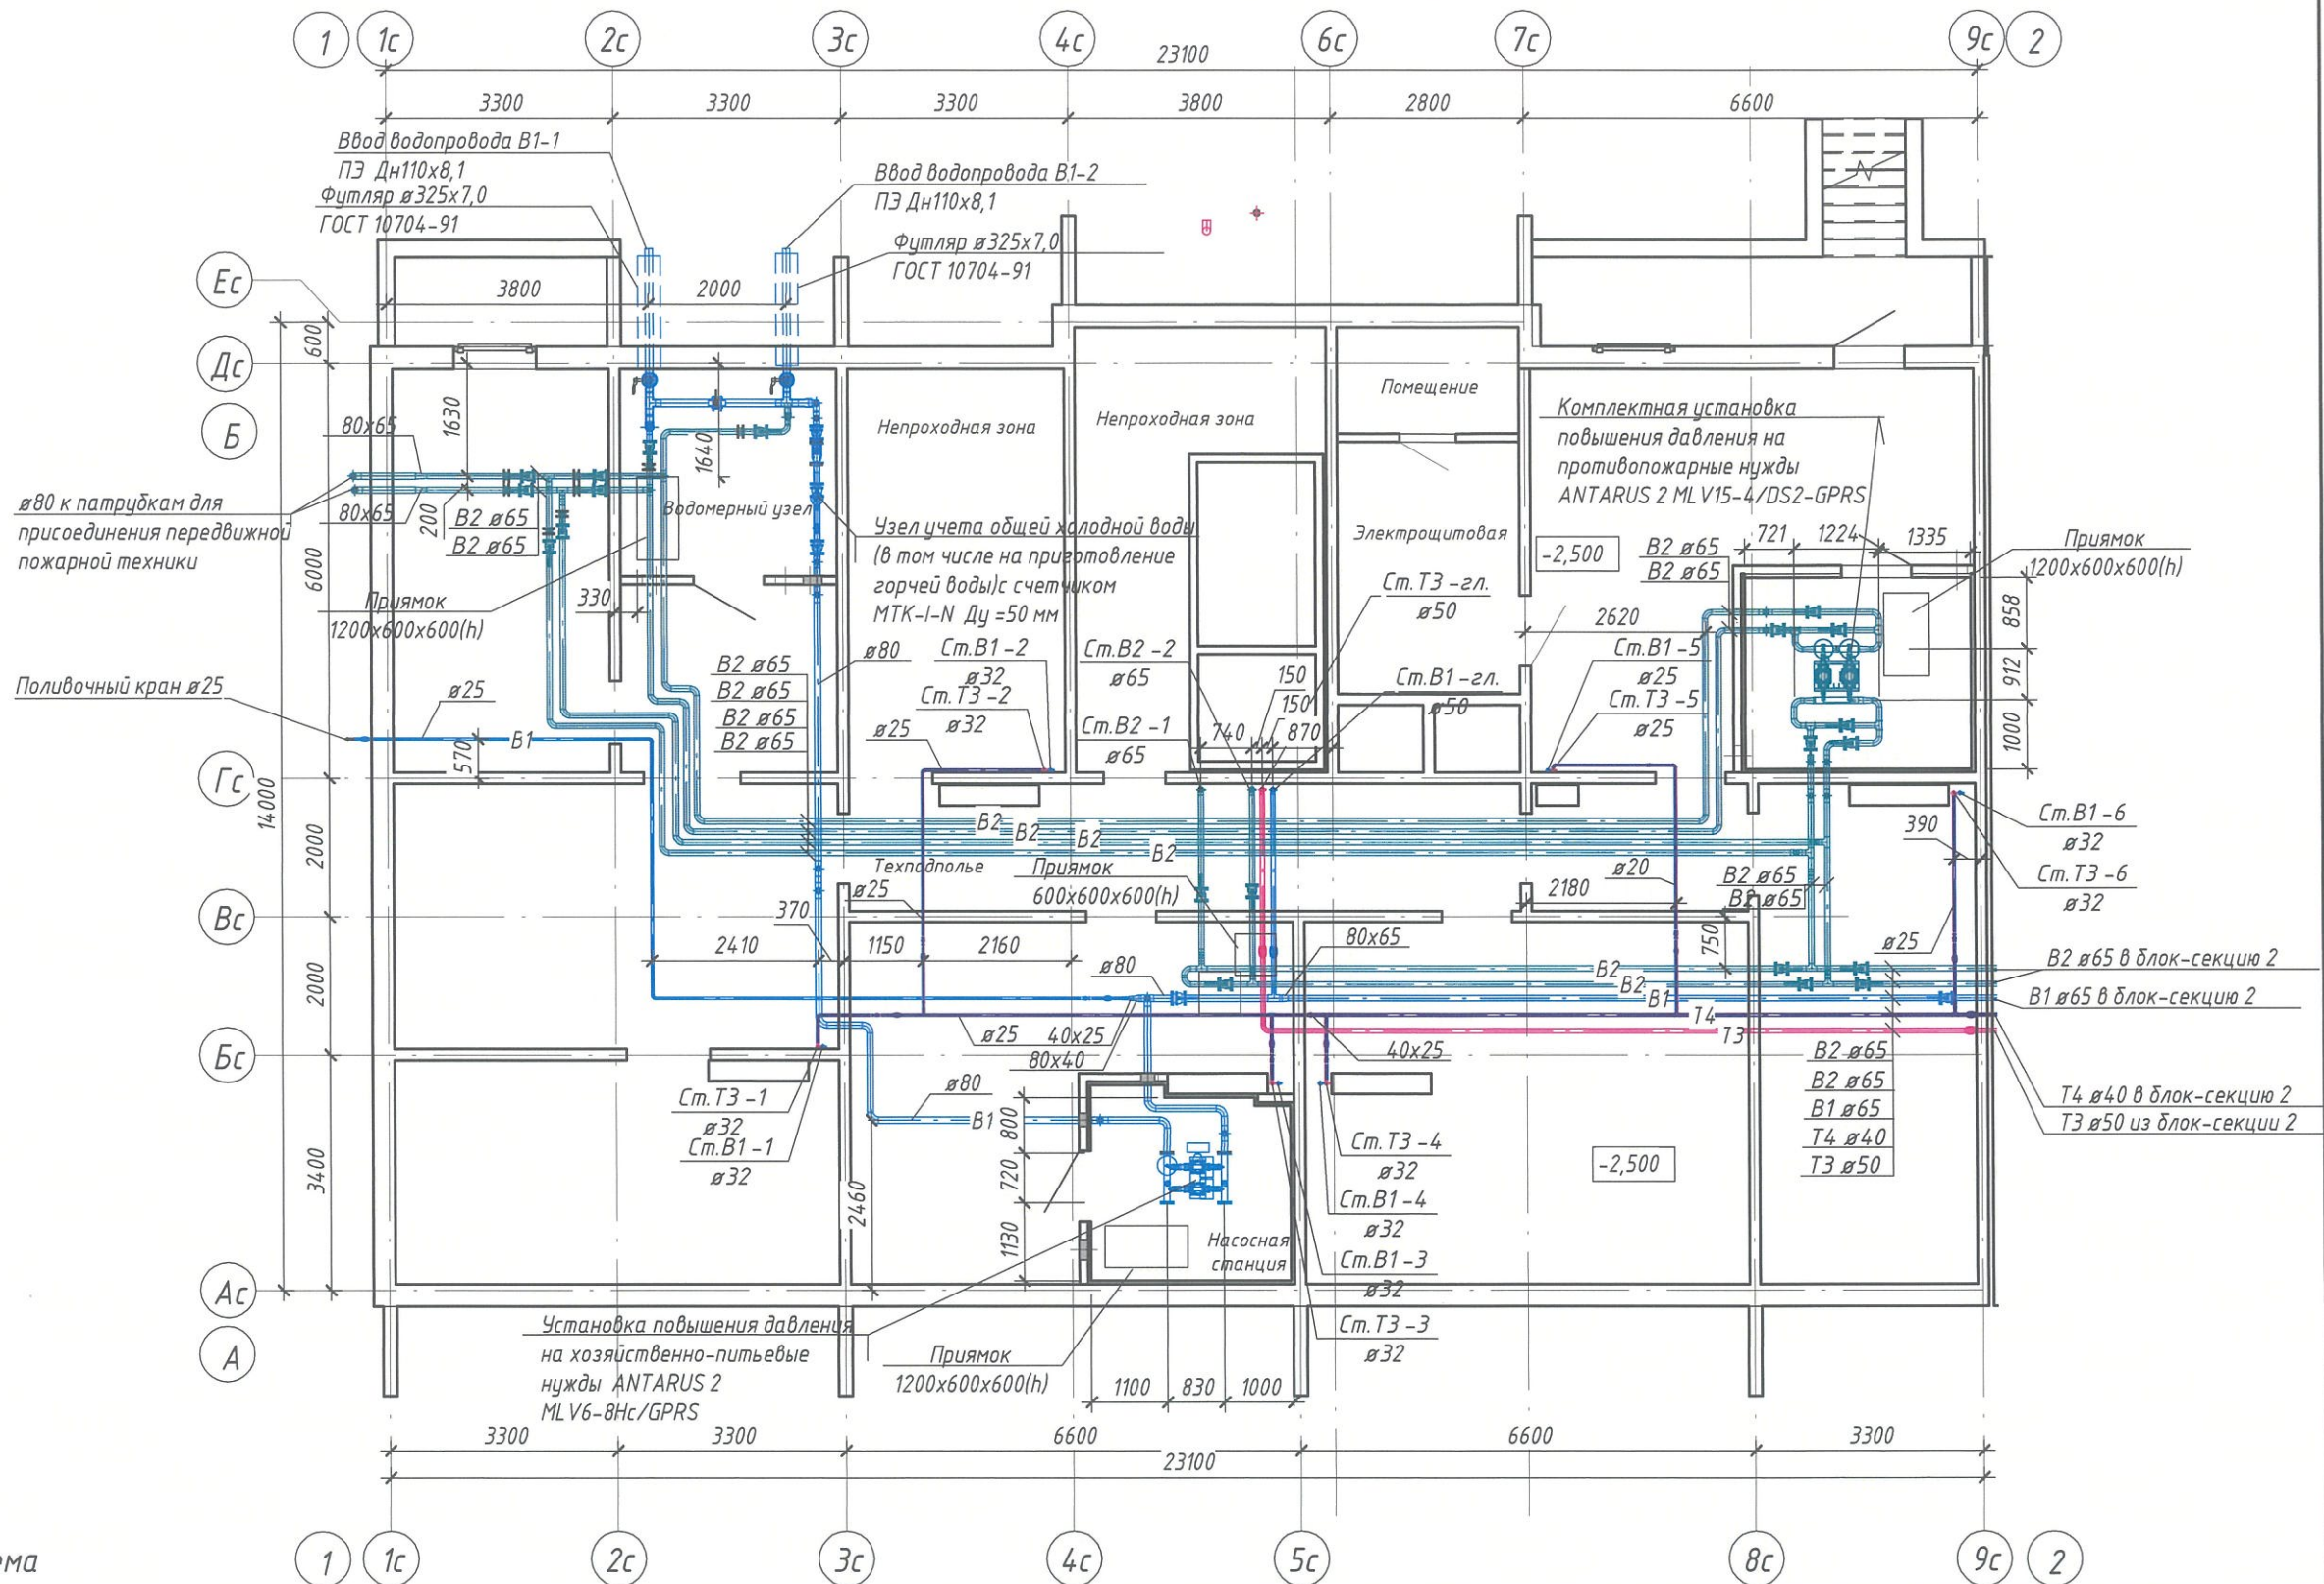 1 1с 2с 3с 4с 6с 7с 9с 2
23100
3300 3300 3300 3800 2800 6600
Ввод водопровода В1-1
ПЭ Дн110х8,1
Футляр ø325х7,0
ГОСТ 10704-91
Ввод водопровода В1-2
ПЭ Дн110х8,1
Футляр ø325х7,0
ГОСТ 10704-91
Ес
3800 2000
600
Дс
Б
1630
1640
80х65
80х65
200
ø80 к патрубкам для
присоединения передвижной
пожарной техники
В2 ø65
В2 ø65
Водомерный узел
Непроходная зона
Непроходная зона
Помещение
Комплектная установка
повышения давления на
противопожарные нужды
ANTARUS 2 MLV15-4/DS2-GPRS
Узел учета общей холодной воды
(в том числе на приготовление
горчей воды)с счетчиком
МТК-I-N Ду =50 мм
Электрощитовая
-2,500
В2 ø65
В2 ø65
721 1224 1335
Приямок
1200х600х600(h)
6000
Приямок
1200х600х600(h)
330
Ст.Т3 -гл.
ø50
2620
858
972
1000
Поливочный кран ø25
ø25
В1
570
В2 ø65
В2 ø65
В2 ø65
В2 ø65
ø80
Ст.В1 -2
ø32
Ст.Т3 -2
ø32
ø25
Ст.В2 -2
ø65
Ст.В2 -1
ø65
150
150
740 870
Ст.В1 -гл.
ø50
Ст.В1 -5
ø25
Ст.Т3 -5
ø25
Гс
14000
2000
В2
В2
В2
В2
Техподполье
ø25
Приямок
600х600х600(h)
ø20
2180
В2 ø65
В2 ø65
390
Ст.В1 -6
ø32
Ст.Т3 -6
ø32
Вс
370
2410 1150 2160
ø80
80х65
750
ø25
2000
В2
В2
В1
Т4
Т3
В2 ø65 в блок-секцию 2
В1 ø65 в блок-секцию 2
ø25 40х25
80х40
40х25
Бс
Ст.Т3 -1
ø32
Ст.В1 -1
ø32
ø80
В1
800
720
1130
2460
3400
В2 ø65
В2 ø65
В1 ø65
Т4 ø40
Т3 ø50
Т4 ø40 в блок-секцию 2
Т3 ø50 из блок-секции 2
Ст.Т3 -4
ø32
Ст.В1 -4
ø32
Ст.В1 -3
ø32
Ст.Т3 -3
ø32
-2,500
Насосная
станция
Ас
А
Установка повышения давления
на хозяйственно-питьевые
нужды ANTARUS 2
MLV6-8Нс/GPRS
Приямок
1200х600х600(h)
1100 830 1000
3300 3300 6600 6600 3300
23100
ма
1 1с 2с 3с 4с 5с 8с 9с 2